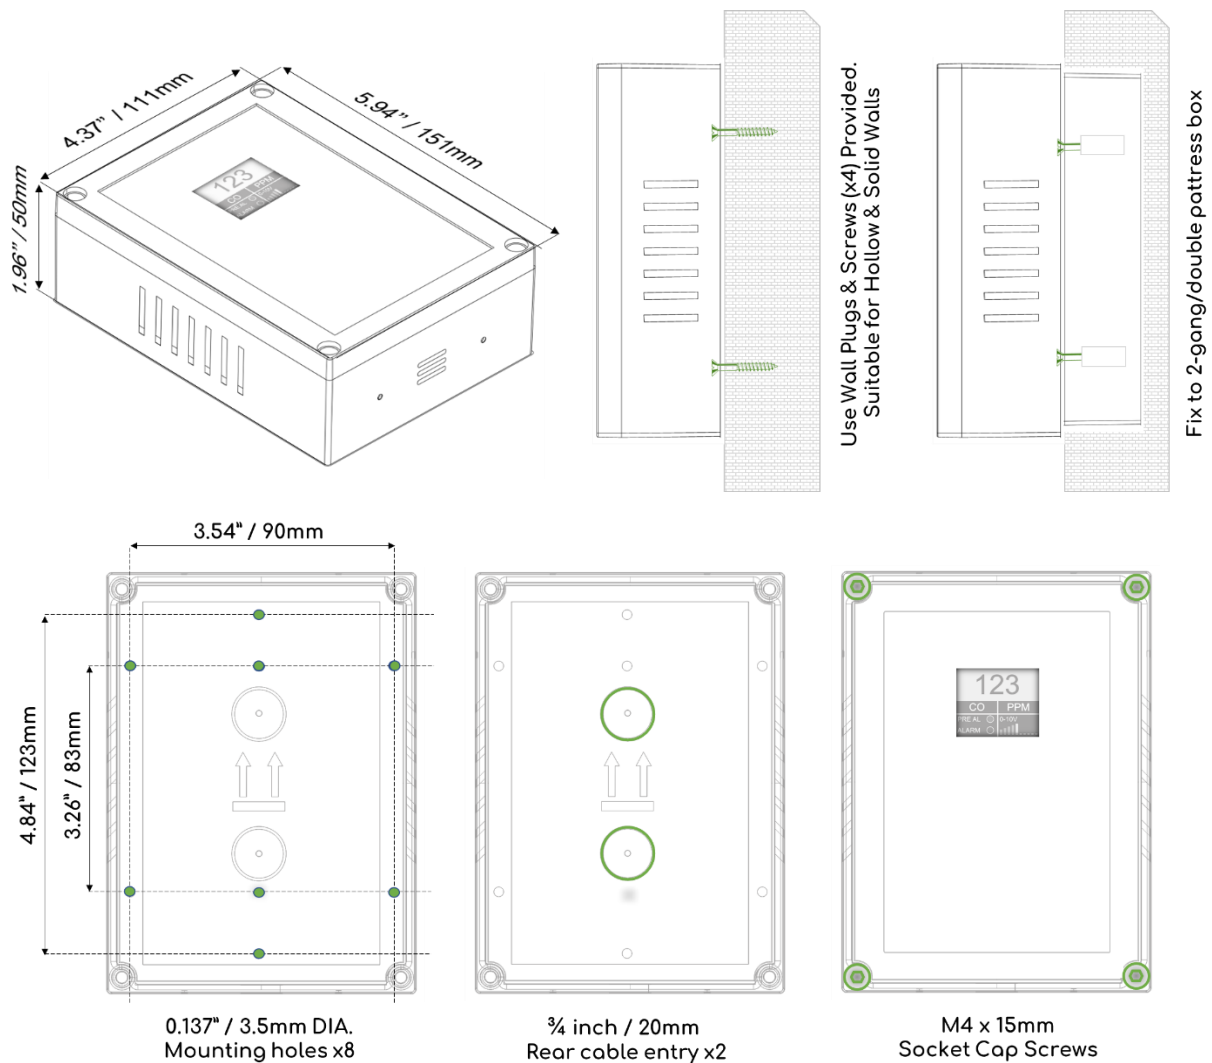 4.37" / 111mm
5.94" / 151mm
1.96" / 50mm
123
CO PPM
Use Wall Plugs & Screws (x4) Provided.
Suitable for Hollow & Solid Walls
Fix to 2-gang/double pattress box
3.54" / 90mm
4.84" / 123mm
3.26" / 83mm
123
CO PPM
PRE AL 0-10V
ALARM
0.137" / 3.5mm DIA.
Mounting holes x8
¾ inch / 20mm
Rear cable entry x2
M4 x 15mm
Socket Cap Screws